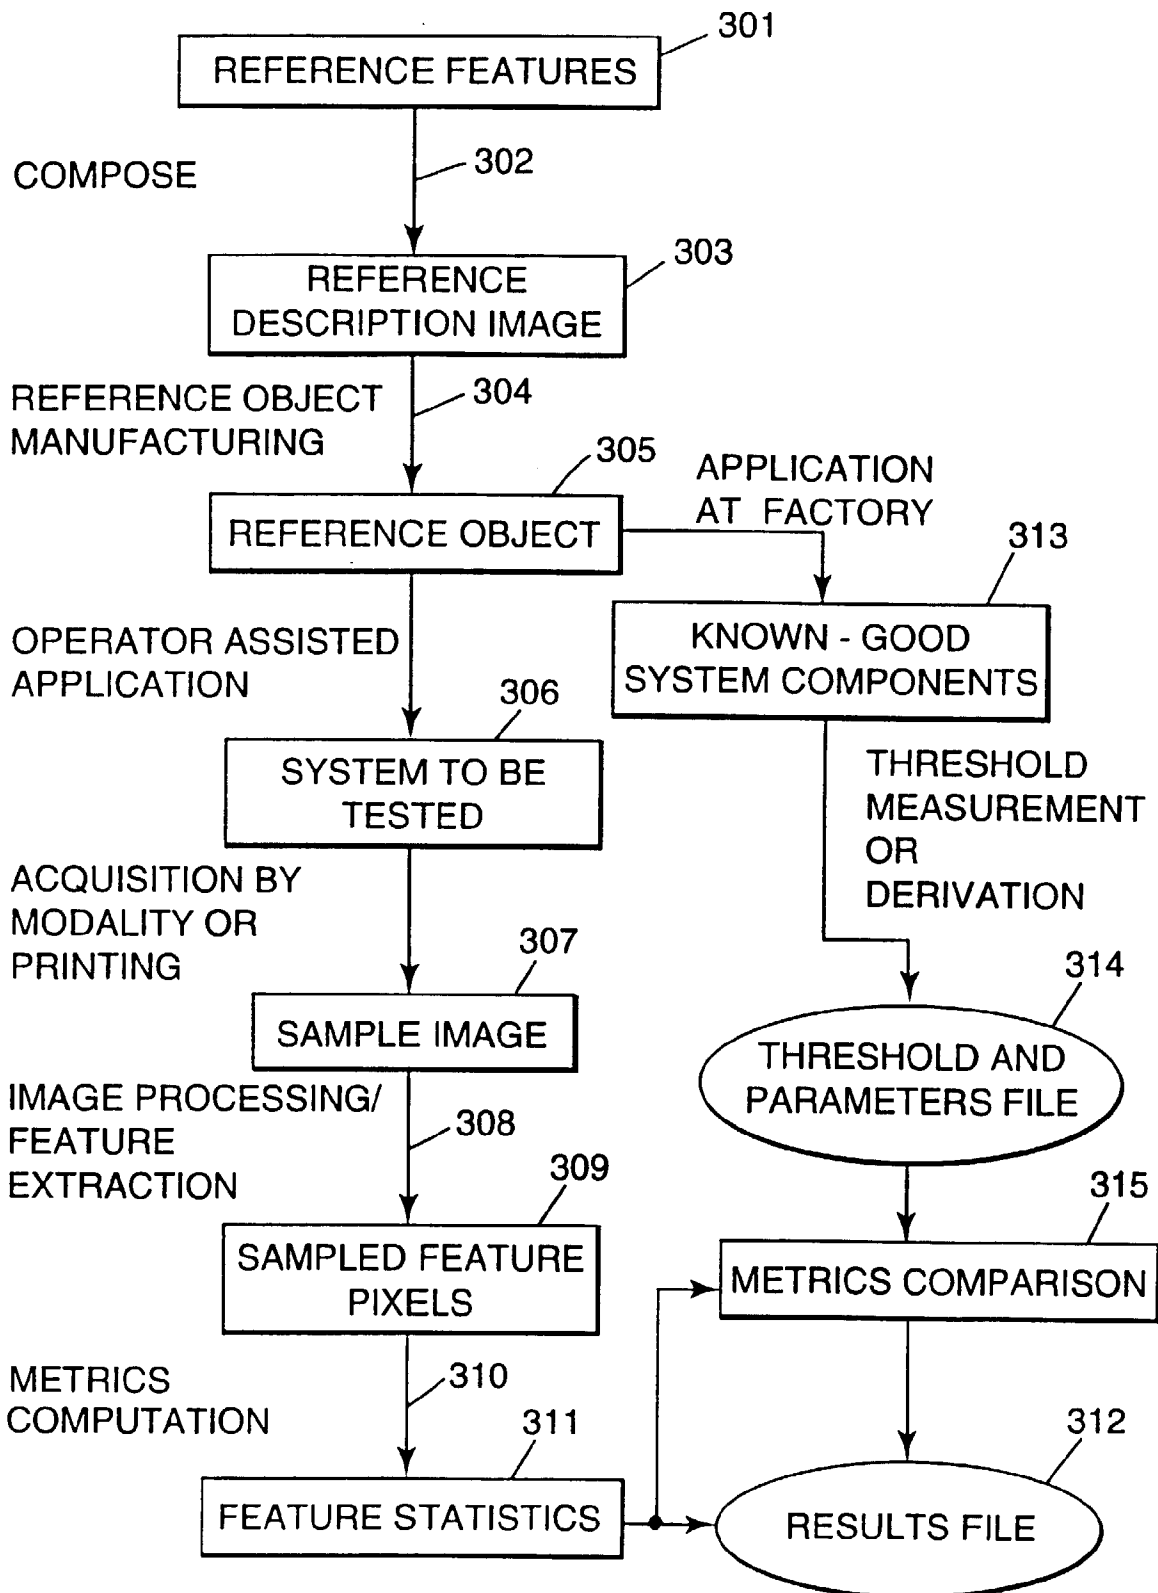 301
REFERENCE FEATURES
COMPOSE
302
303
REFERENCE
DESCRIPTION IMAGE
REFERENCE OBJECT
MANUFACTURING
304
305
REFERENCE OBJECT
APPLICATION
AT FACTORY
313
KNOWN - GOOD
SYSTEM COMPONENTS
OPERATOR ASSISTED
APPLICATION
306
SYSTEM TO BE
TESTED
THRESHOLD
MEASUREMENT
OR
DERIVATION
ACQUISITION BY
MODALITY OR
PRINTING
307
SAMPLE IMAGE
314
THRESHOLD AND
PARAMETERS FILE
IMAGE PROCESSING/
FEATURE
EXTRACTION
308
309
SAMPLED FEATURE
PIXELS
315
METRICS COMPARISON
METRICS
COMPUTATION
310
311
FEATURE STATISTICS
312
RESULTS FILE